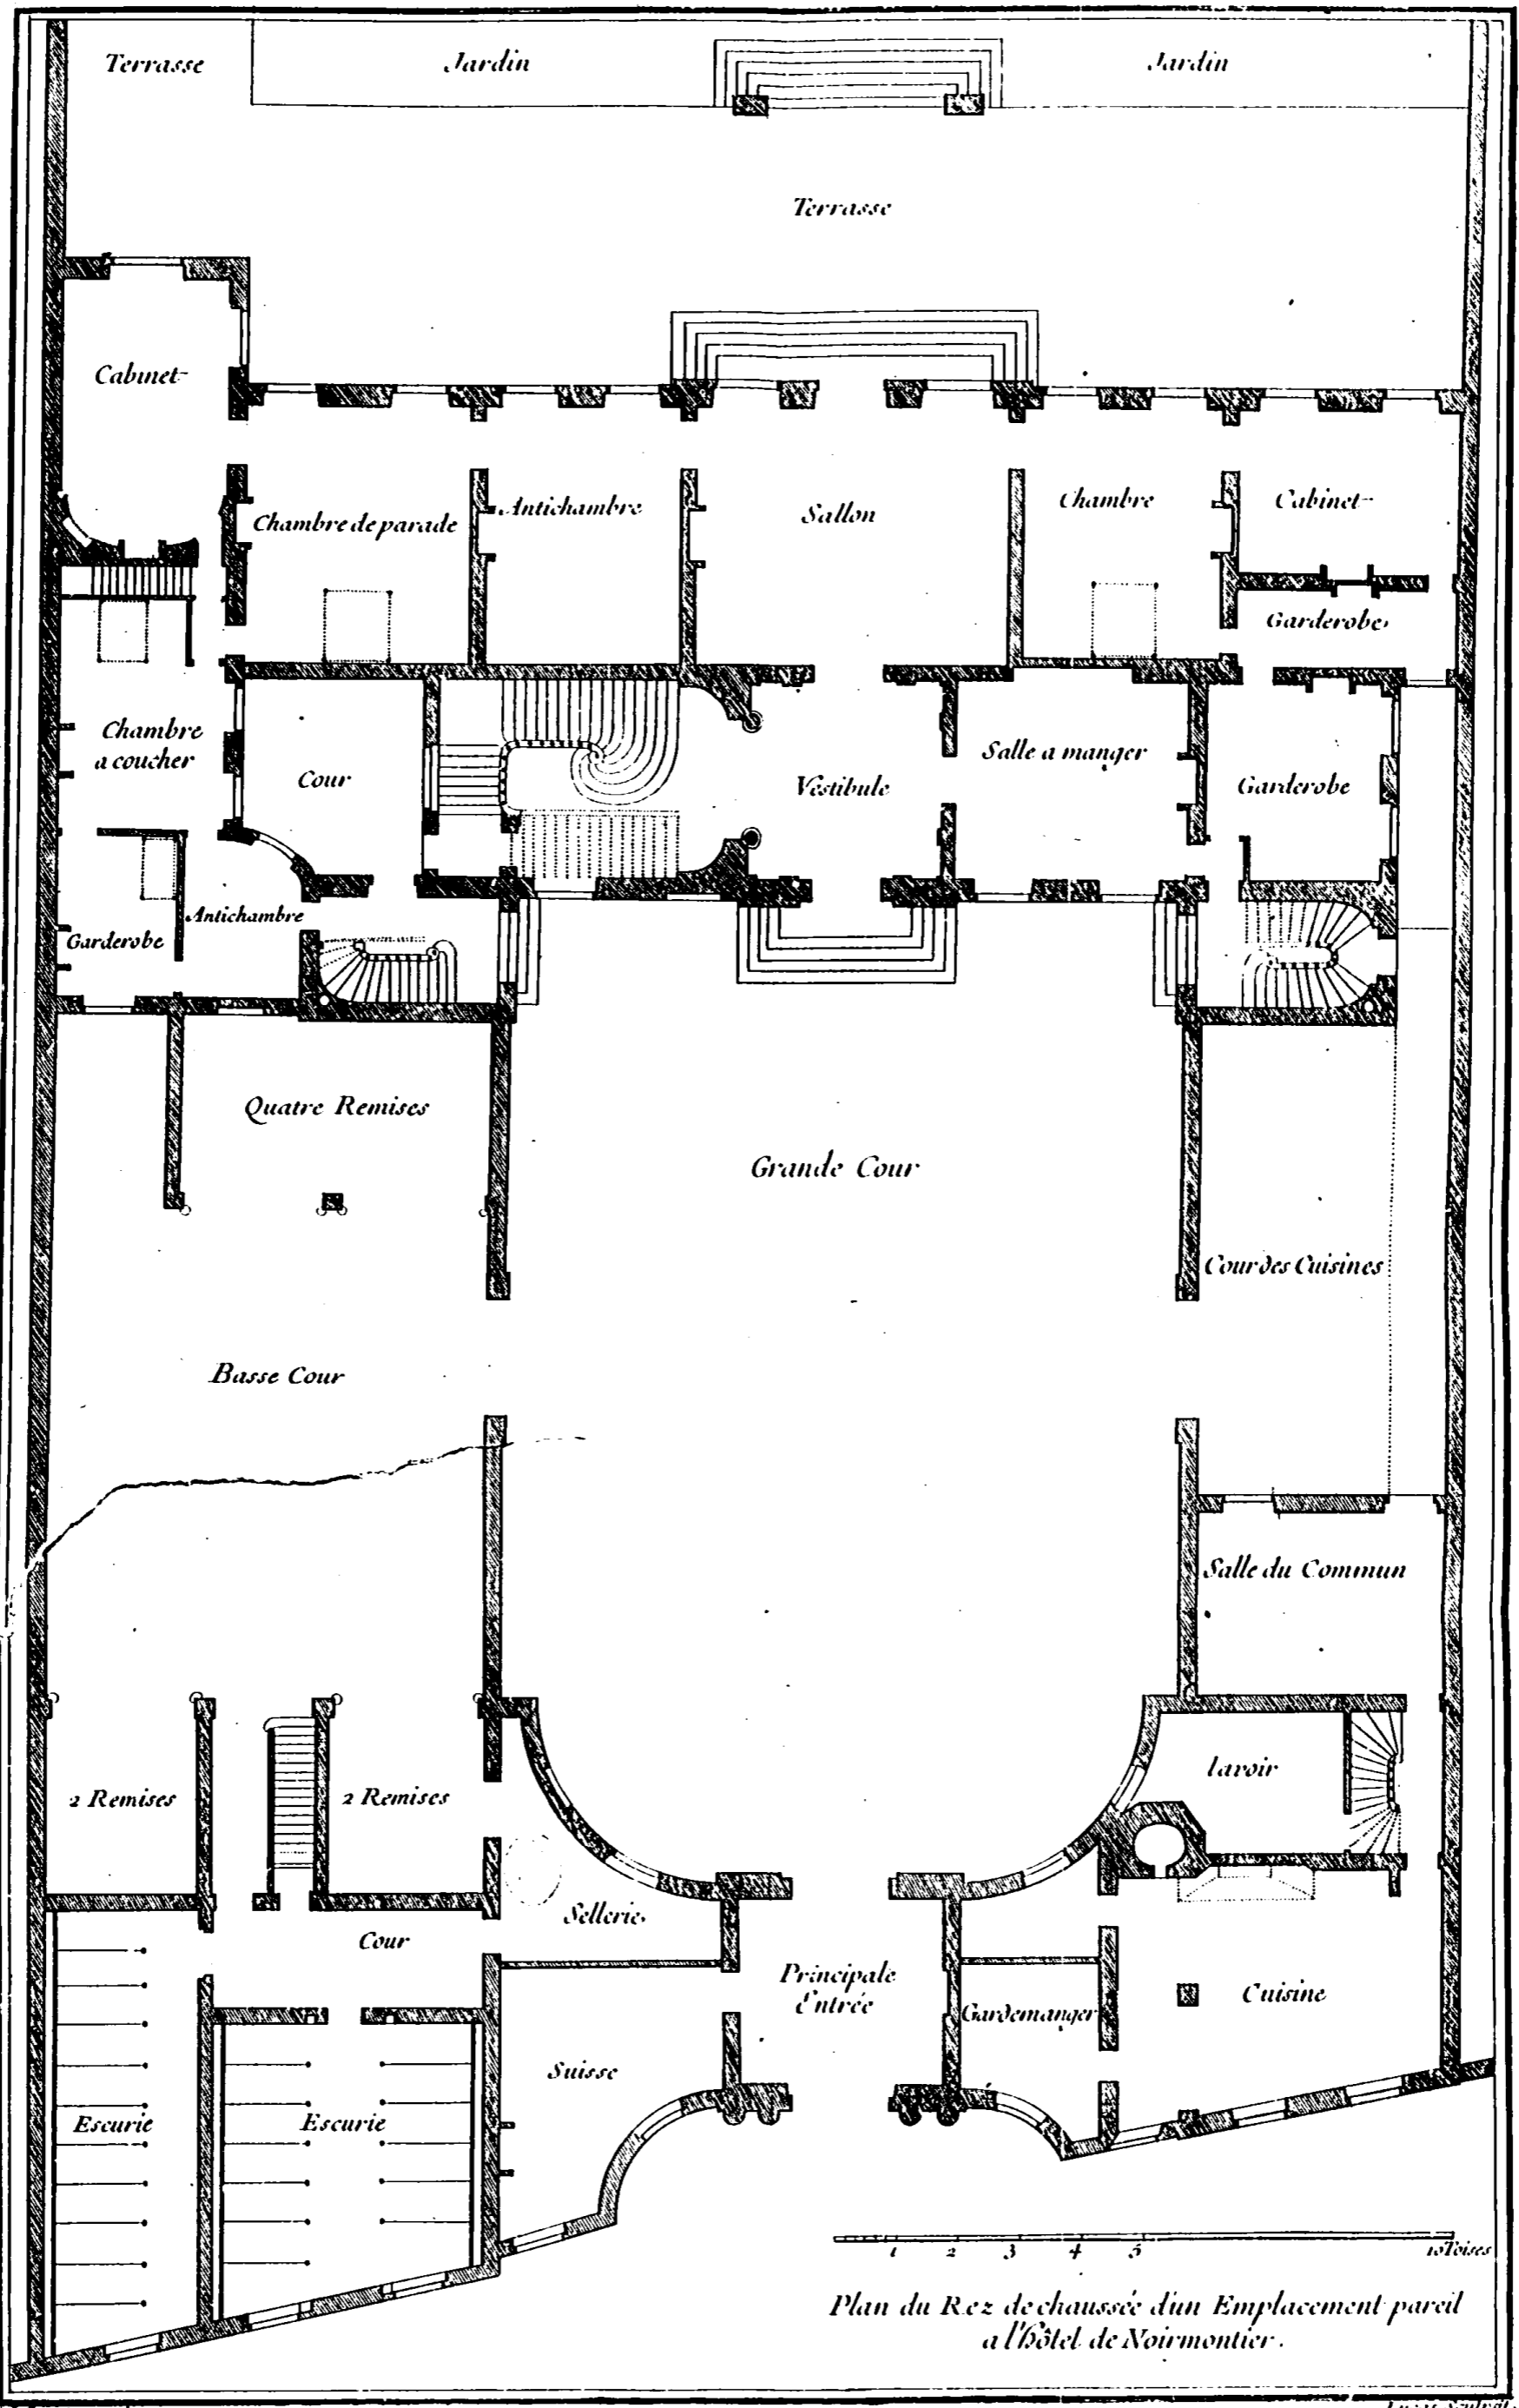 Terrasse
Jardin
Jardin
Terrasse
Cabinet
Chambre de parade
Antichambre
Sallon
Chambre
Cabinet
Garderobe
Chambre
a coucher
Cour
Vestibule
Salle a manger
Garderobe
Antichambre
Garderobe
Quatre Remises
Grande Cour
Cour des Cuisines
Basse Cour
Salle du Commun
2 Remises
2 Remises
lavoir
Sellerie
Cour
Principale
Entrée
Gardemanger
Cuisine
Suisse
Escurie
Escurie
1 2 3 4 5 10 Toises
Plan du Rez de chaussée d'un Emplacement pareil
a l'hôtel de Noirmontier.